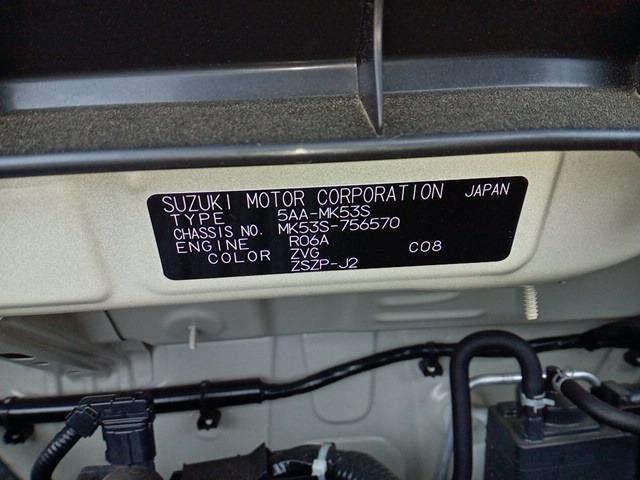 SUZUKI MOTOR CORPORATION JAPAN
TYPE 5AA-MK53S
CHASSIS NO. MK53S-756570
ENGINE R06A C08
COLOR ZVG
ZSZP-J2